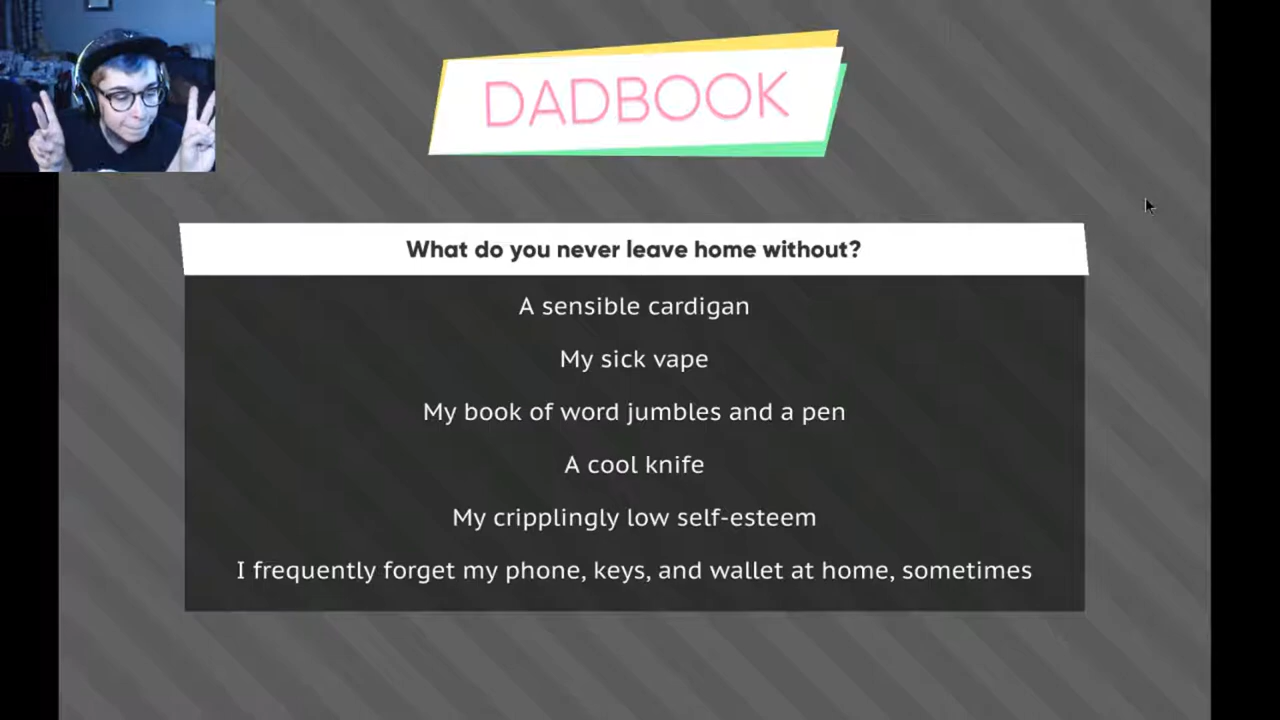 DADBOOK
What do you never leave home without?
A sensible cardigan
My sick vape
My book of word jumbles and a pen
A cool knife
My cripplingly low self-esteem
I frequently forget my phone, keys, and wallet at home, sometimes